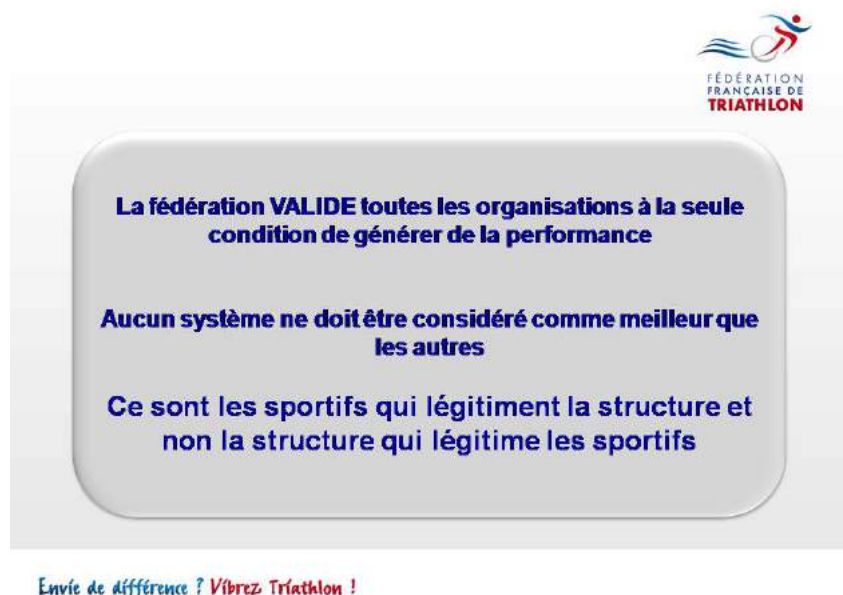 FÉDÉRATION
FRANÇAISE DE
TRIATHLON
La fédération VALIDE toutes les organisations à la seule
condition de générer de la performance
Aucun système ne doit être considéré comme meilleur que
les autres
Ce sont les sportifs qui légitiment la structure et
non la structure qui légitime les sportifs
Envie de différence ? Vibrez Triathlon !